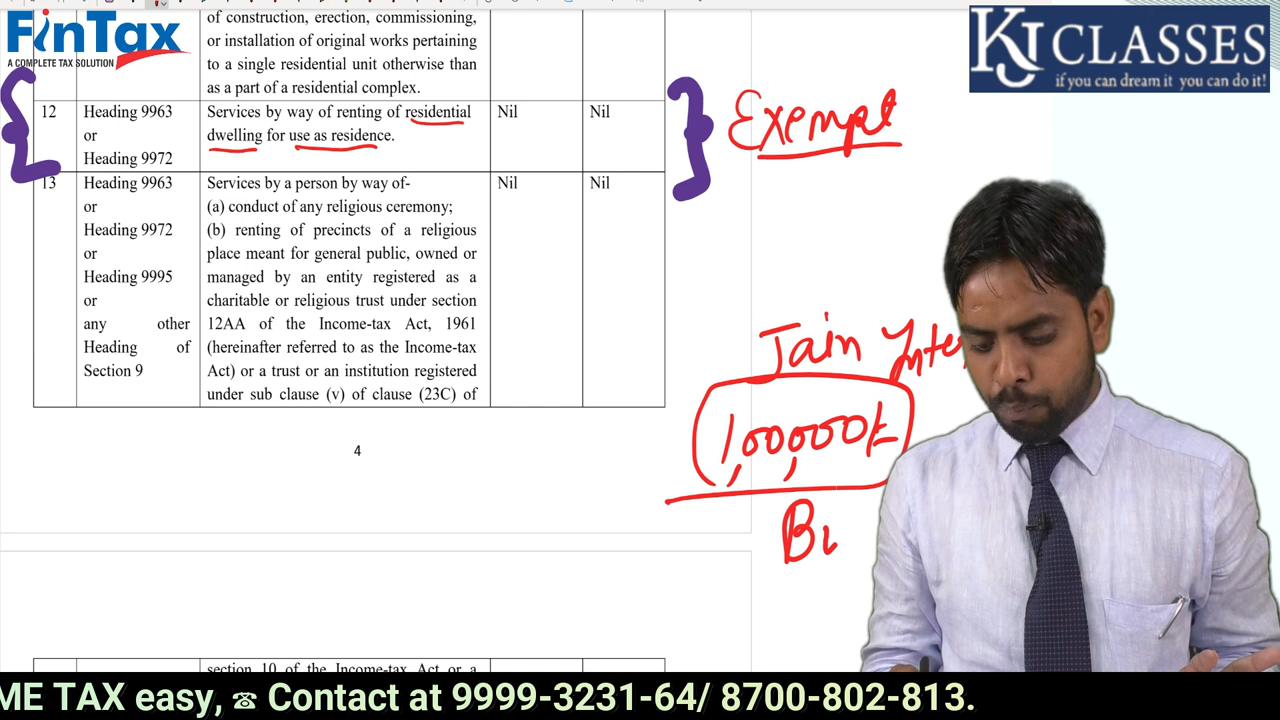 FinTax
A COMPLETE TAX SOLUTION
KJ CLASSES
if you can dream it you can do it!
of construction, erection, commissioning,
or installation of original works pertaining
to a single residential unit otherwise than
as a part of a residential complex.
12 Heading 9963 Services by way of renting of residential Nil Nil
or dwelling for use as residence.
Heading 9972
Exempt
13 Heading 9963 Services by a person by way of- Nil Nil
or (a) conduct of any religious ceremony;
Heading 9972 (b) renting of precincts of a religious
or place meant for general public, owned or
Heading 9995 managed by an entity registered as a
or charitable or religious trust under section
any other 12AA of the Income-tax Act, 1961
Heading of (hereinafter referred to as the Income-tax
Section 9 Act) or a trust or an institution registered
under sub clause (v) of clause (23C) of
Jain Inte
1,00,000/-
4
section 10 of the Income-tax Act or a
ME TAX easy, ☎ Contact at 9999-3231-64/ 8700-802-813.